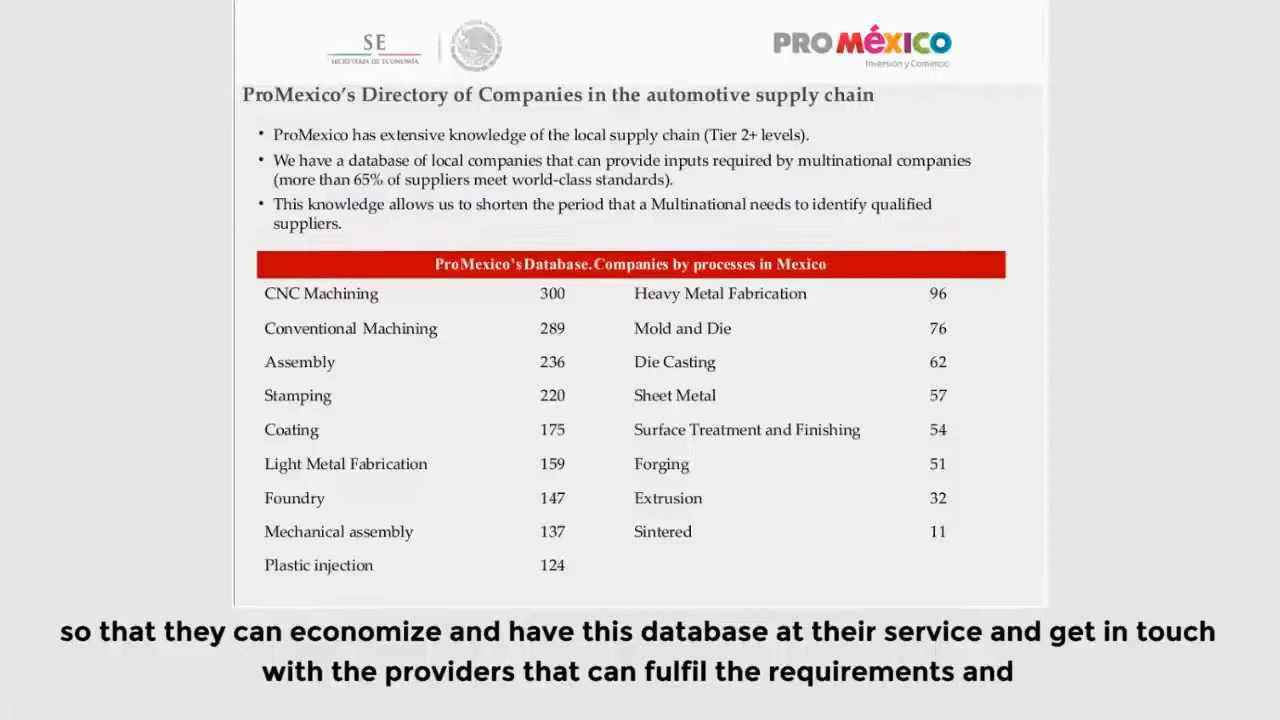 SE
SECRETARÍA DE ECONOMÍA
PROMéxico
Inversión y Comercio
ProMexico's Directory of Companies in the automotive supply chain
• ProMexico has extensive knowledge of the local supply chain (Tier 2+ levels).
• We have a database of local companies that can provide inputs required by multinational companies
(more than 65% of suppliers meet world-class standards).
• This knowledge allows us to shorten the period that a Multinational needs to identify qualified
suppliers.
ProMexico's Database. Companies by processes in Mexico
CNC Machining 300 Heavy Metal Fabrication 96
Conventional Machining 289 Mold and Die 76
Assembly 236 Die Casting 62
Stamping 220 Sheet Metal 57
Coating 175 Surface Treatment and Finishing 54
Light Metal Fabrication 159 Forging 51
Foundry 147 Extrusion 32
Mechanical assembly 137 Sintered 11
Plastic injection 124
so that they can economize and have this database at their service and get in touch
with the providers that can fulfil the requirements and